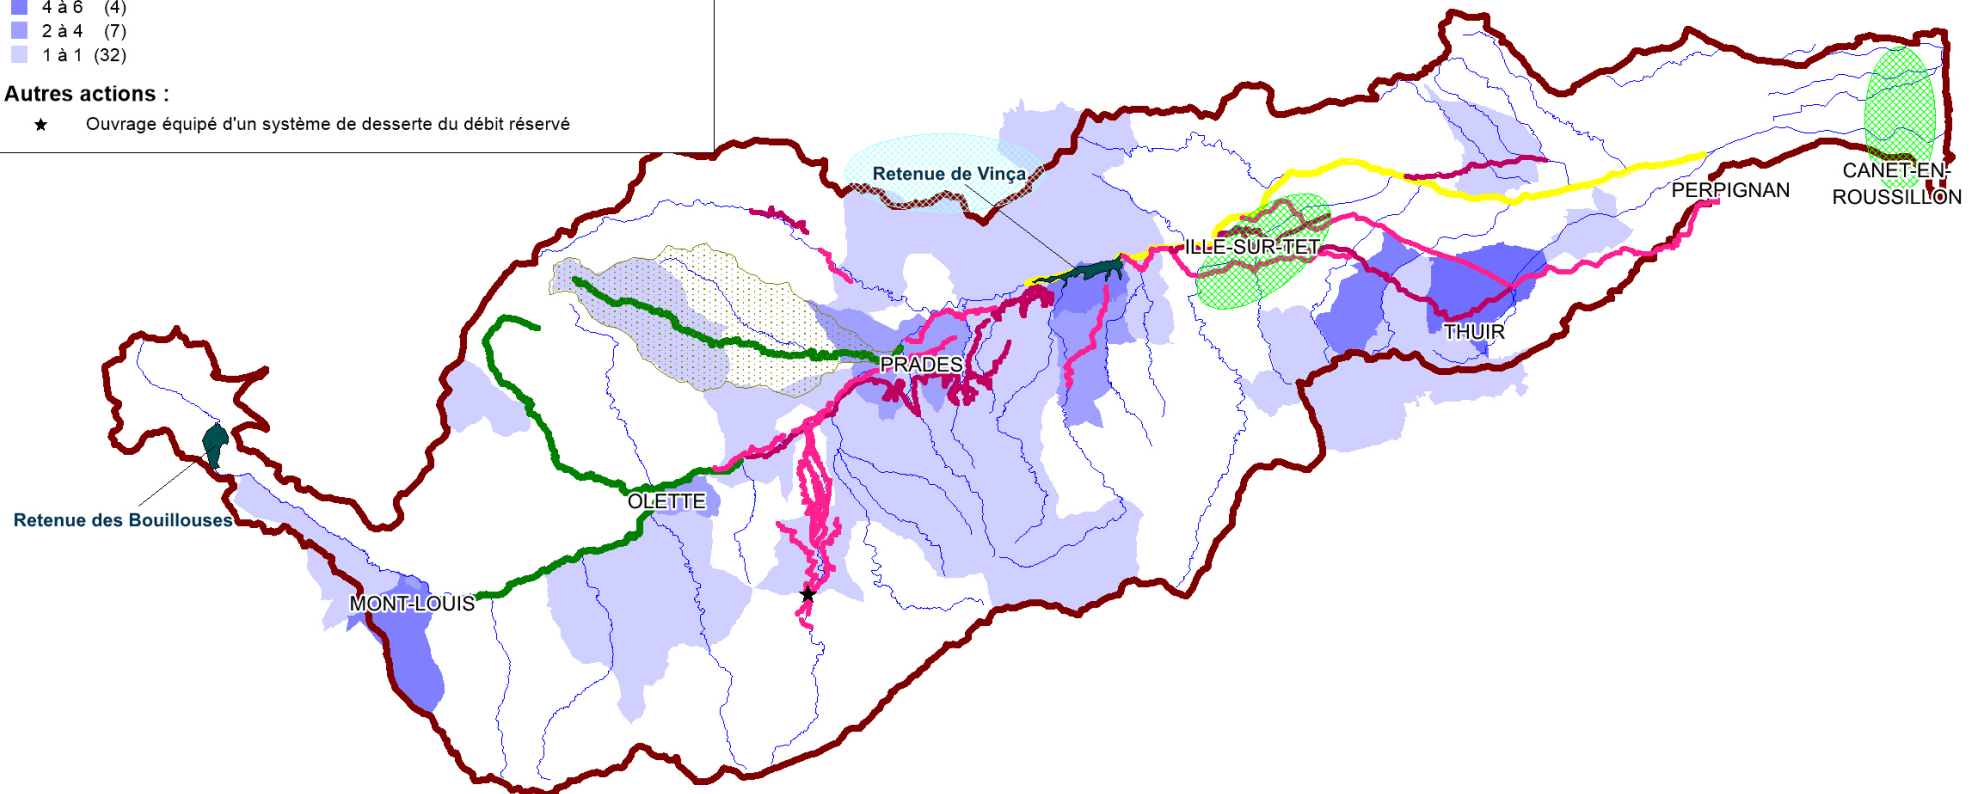 4 à 6 (4)
2 à 4 (7)
1 à 1 (32)
Autres actions :
Ouvrage équipé d'un système de desserte du débit réservé
Retenue de Vinça
CANET-EN-
ROUSSILLON
PERPIGNAN
ILLE-SUR-TET
THUIR
PRADES
OLETTE
Retenue des Bouillouses
MONT-LOUIS